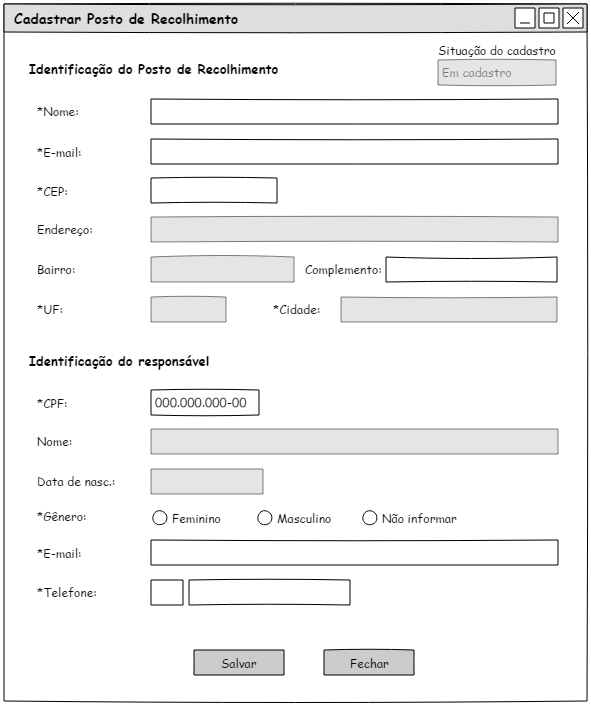 Cadastrar Posto de Recolhimento
Situação do cadastro
Identificação do Posto de Recolhimento
Em cadastro
*Nome:
*E-mail:
*CEP:
Endereço:
Bairro: Complemento:
*UF: *Cidade:
Identificação do responsável
*CPF: 000.000.000-00
Nome:
Data de nasc.:
*Gênero: Feminino Masculino Não informar
*E-mail:
*Telefone:
Salvar Fechar